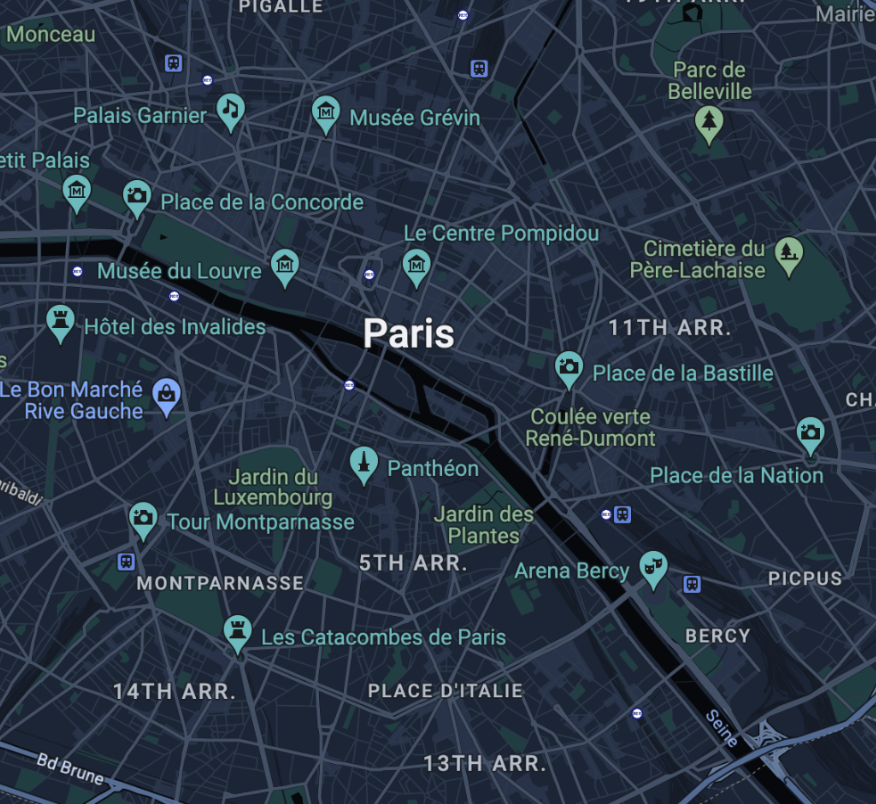 PIGALLE
19TH ARR.
Mairie
Monceau
Parc de
Belleville
Palais Garnier
Musée Grévin
etit Palais
Place de la Concorde
Le Centre Pompidou
Cimetière du
Père-Lachaise
Musée du Louvre
Hôtel des Invalides
Paris
11TH ARR.
s
Le Bon Marché
Rive Gauche
Place de la Bastille
CHA
Coulée verte
René-Dumont
Panthéon
Place de la Nation
Jardin du
Luxembourg
aribaldi
Tour Montparnasse
Jardin des
Plantes
5TH ARR.
Arena Bercy
MONTPARNASSE
PICPUS
Les Catacombes de Paris
BERCY
14TH ARR.
PLACE D'ITALIE
Seine
Bd Brune
13TH ARR.